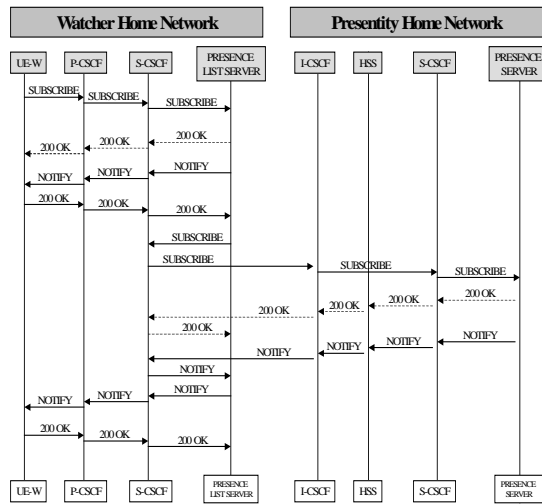 Watcher Home Network
Presentity Home Network
UE-W
P-CSCF
S-CSCF
PRESENCE
LIST SERVER
I-CSCF
HSS
S-CSCF
PRESENCE
SERVER
SUBSCRIBE
SUBSCRIBE
SUBSCRIBE
200 OK
200 OK
200 OK
NOTIFY
NOTIFY
NOTIFY
200 OK
200 OK
200 OK
SUBSCRIBE
SUBSCRIBE
SUBSCRIBE
SUBSCRIBE
200 OK
200 OK
200 OK
200 OK
200 OK
NOTIFY
NOTIFY
NOTIFY
NOTIFY
NOTIFY
NOTIFY
NOTIFY
NOTIFY
200 OK
200 OK
200 OK
UE-W
P-CSCF
S-CSCF
PRESENCE
LIST SERVER
I-CSCF
HSS
S-CSCF
PRESENCE
SERVER